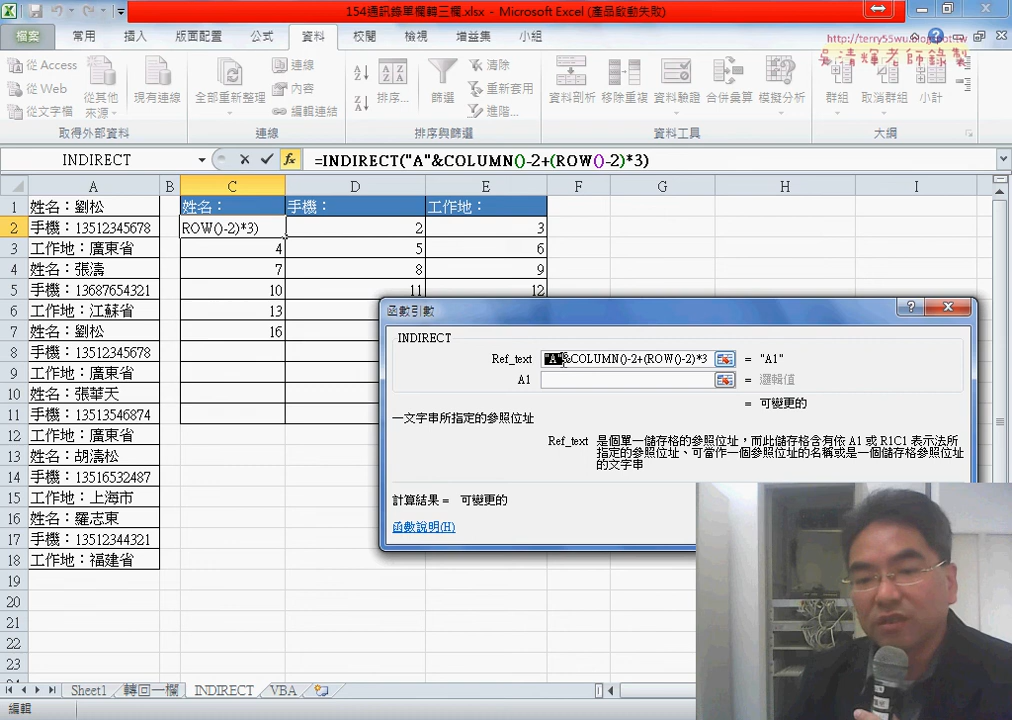 154通訊錄單欄轉三欄.xlsx - Microsoft Excel (產品啟動失敗)
檔案 常用 插入 版面配置 公式 資料 校閱 檢視 增益集 小組
http://terry55wu.blogspot.tw
吳清輝老師錄製
從 Access
從 Web
從文字檔
從其他來源
現有連線
全部重新整理
連線
內容
編輯連結
排序...
篩選
清除
重新套用
進階...
資料剖析
移除重複
資料驗證
合併彙算
模擬分析
群組
取消群組
小計
取得外部資料 連線 排序與篩選 資料工具 大綱
INDIRECT fx =INDIRECT("A"&COLUMN()-2+(ROW()-2)*3)
A B C D E F G H I
1 姓名：劉松 姓名： 手機： 工作地：
2 手機：13512345678 ROW()-2)*3) 2 3
3 工作地：廣東省 4 5 6
4 姓名：張濤 7 8 9
5 手機：13687654321 10 11 12
6 工作地：江蘇省 13
7 姓名：劉松 16
8 手機：13512345678
9 工作地：廣東省
10 姓名：張華天
11 手機：13513546874
12 工作地：廣東省
13 姓名：胡濤松
14 手機：13516532487
15 工作地：上海市
16 姓名：羅志東
17 手機：13512344321
18 工作地：福建省
19
20
21
22
23
函數引數
INDIRECT
Ref_text "A"&COLUMN()-2+(ROW()-2)*3 = "A1"
A1 = 邏輯值
= 可變更的
一文字串所指定的參照位址
Ref_text 是個單一儲存格的參照位址，而此儲存格含有依 A1 或 R1C1 表示法所
指定的參照位址、可當作一個參照位址的名稱或是一個儲存格參照位址
的文字串
計算結果 = 可變更的
函數說明(H)
Sheet1 轉回一欄 INDIRECT VBA
編輯